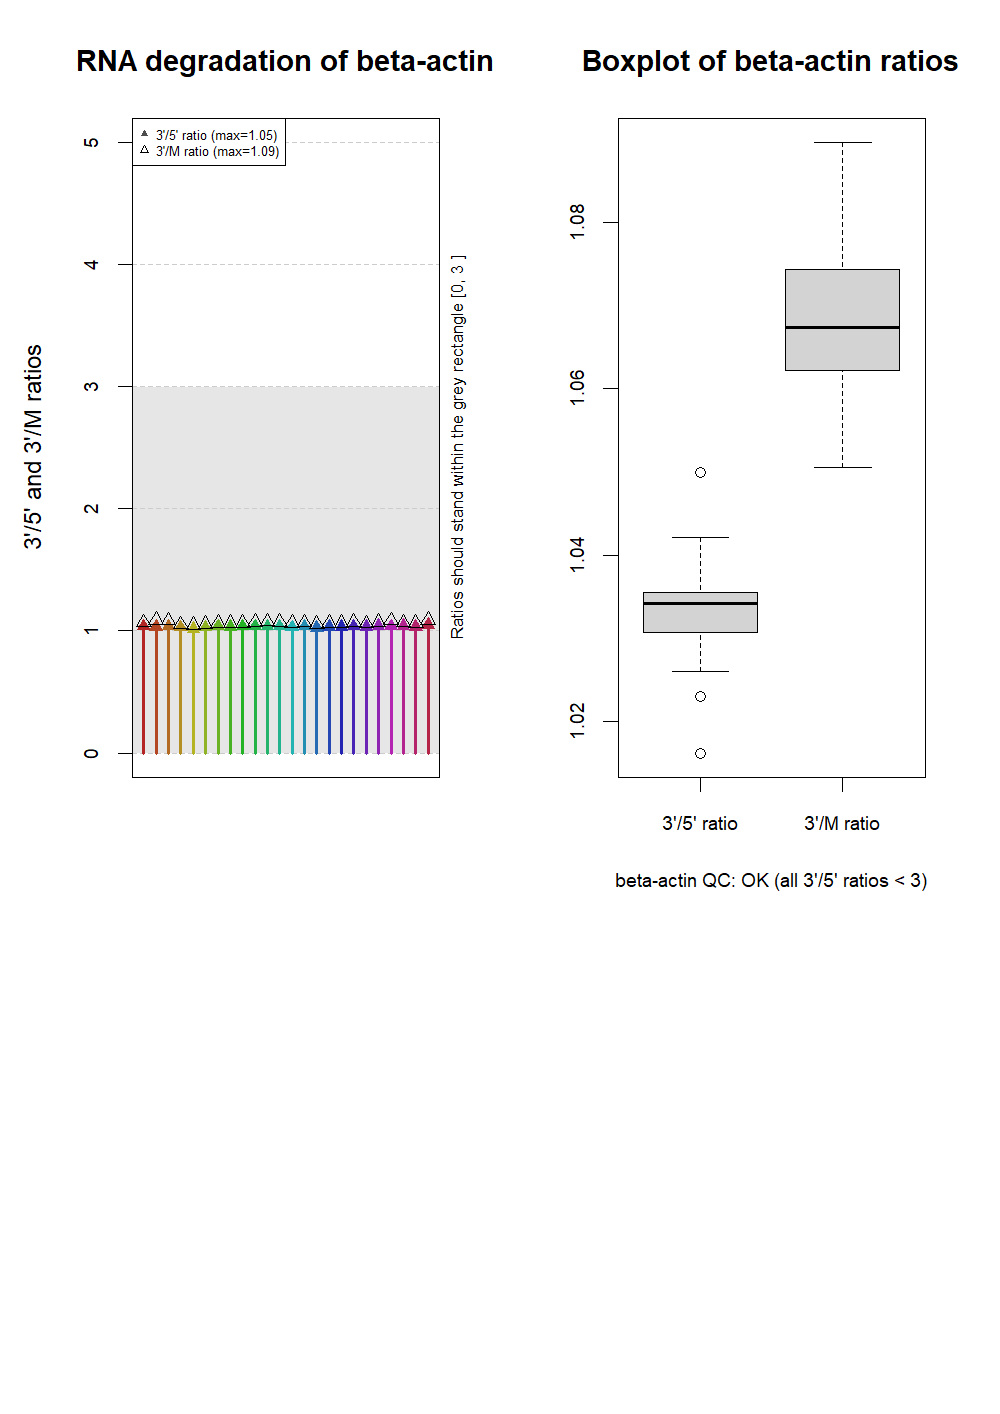 RNA degradation of beta-actin
3'/5' ratio (max=1.05)
3'/M ratio (max=1.09)
5
4
3
2
1
0
3'/5' and 3'/M ratios
Ratios should stand within the grey rectangle [0, 3 ]
Boxplot of beta-actin ratios
1.08
1.06
1.04
1.02
3'/5' ratio
3'/M ratio
beta-actin QC: OK (all 3'/5' ratios < 3)